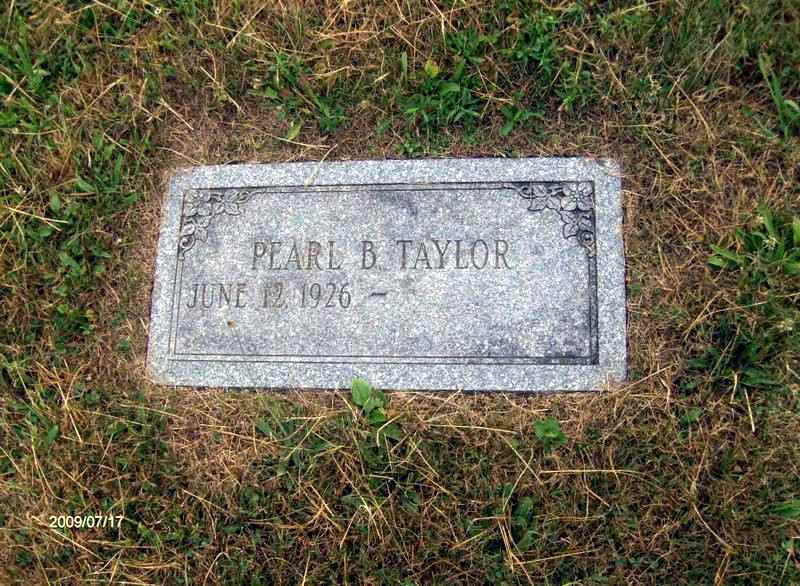 PEARL B. TAYLOR
JUNE 12, 1926 –
2009/07/17